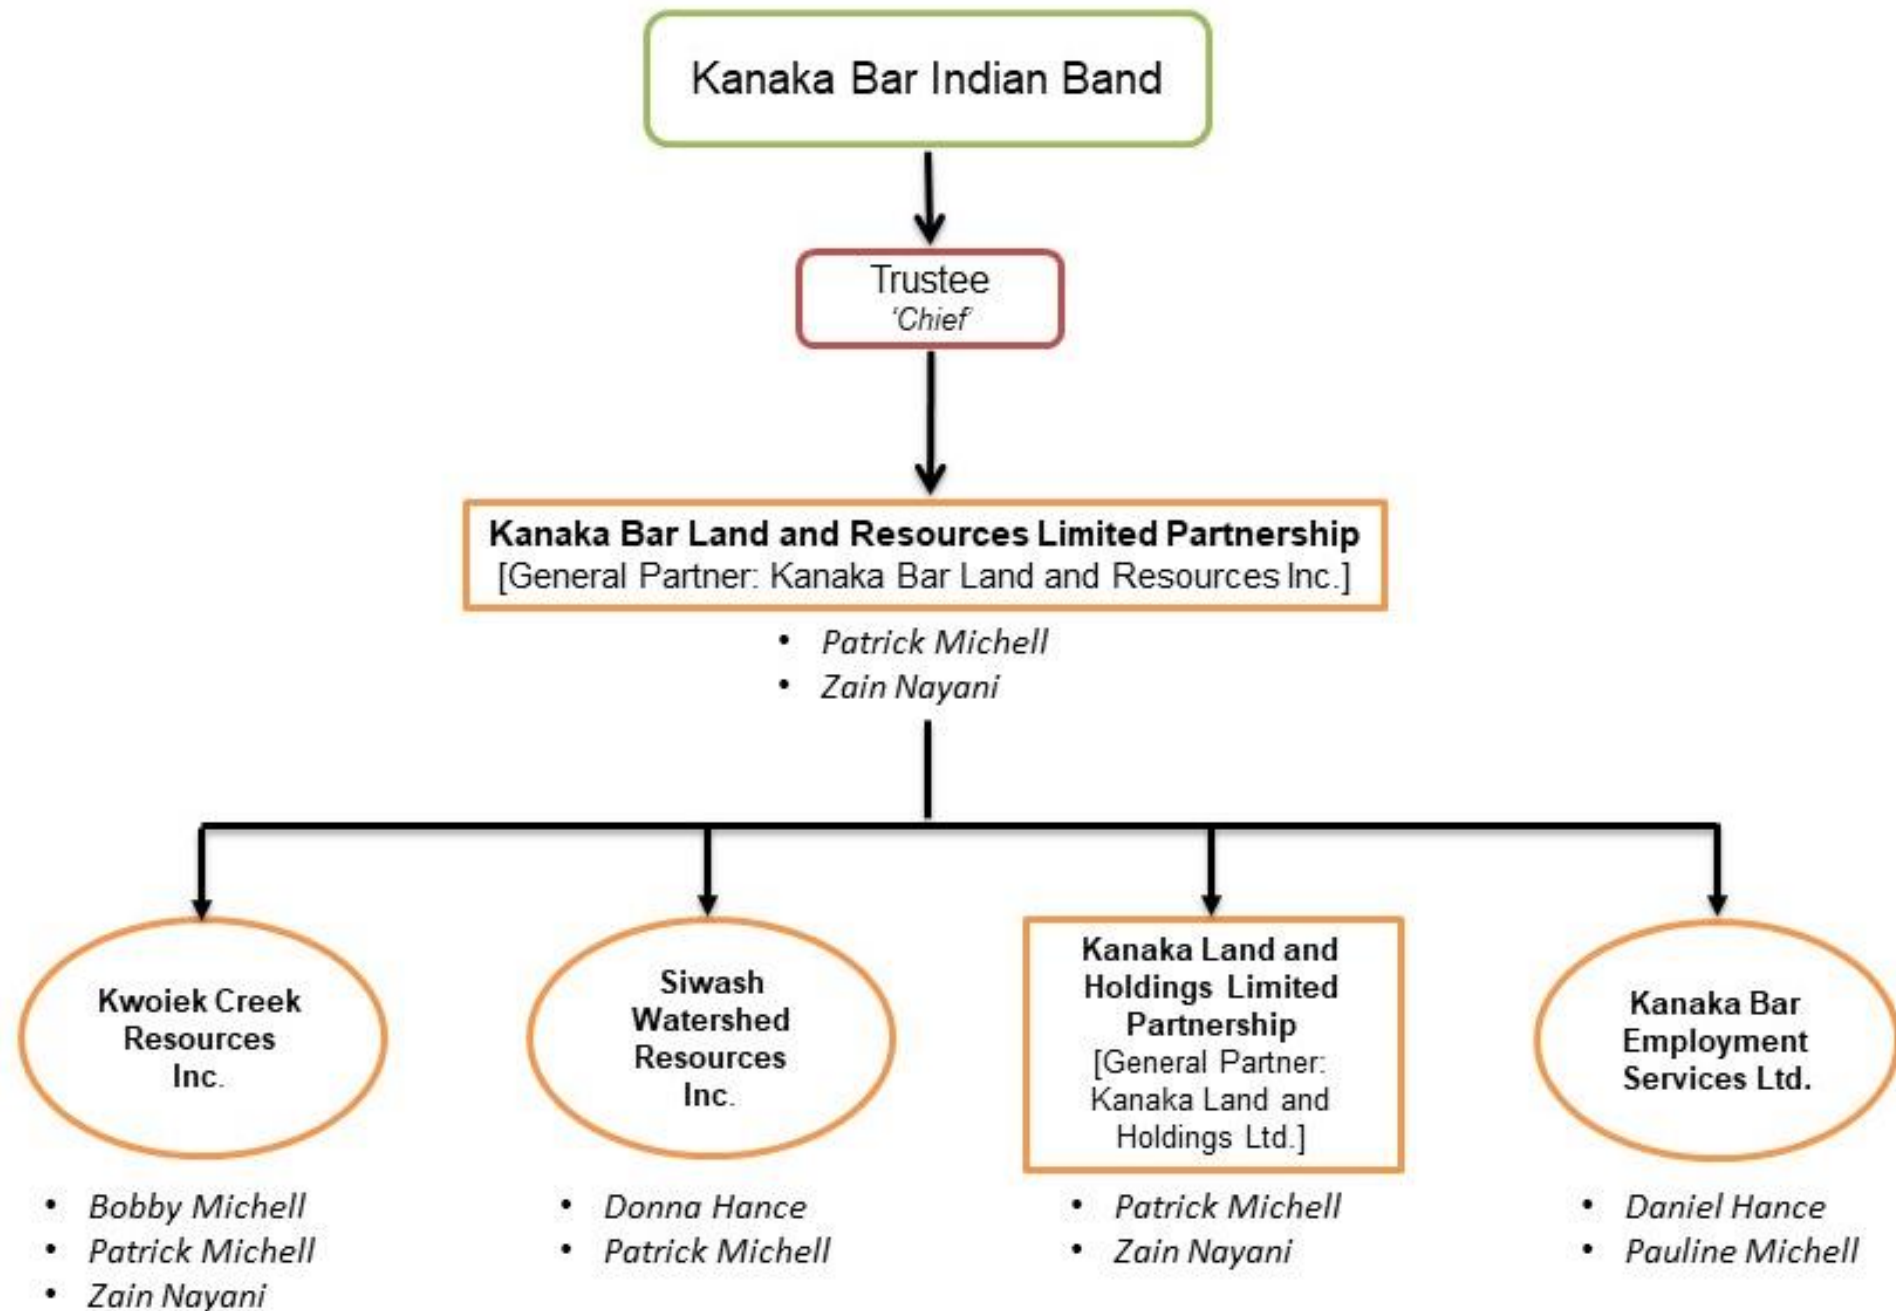 Kanaka Bar Indian Band
Trustee
‘Chief’
Kanaka Bar Land and Resources Limited Partnership
[General Partner: Kanaka Bar Land and Resources Inc.]
• Patrick Michell
• Zain Nayani
Kwoiek Creek
Resources
Inc.
• Bobby Michell
• Patrick Michell
• Zain Nayani
Siwash
Watershed
Resources
Inc.
• Donna Hance
• Patrick Michell
Kanaka Land and
Holdings Limited
Partnership
[General Partner:
Kanaka Land and
Holdings Ltd.]
• Patrick Michell
• Zain Nayani
Kanaka Bar
Employment
Services Ltd.
• Daniel Hance
• Pauline Michell